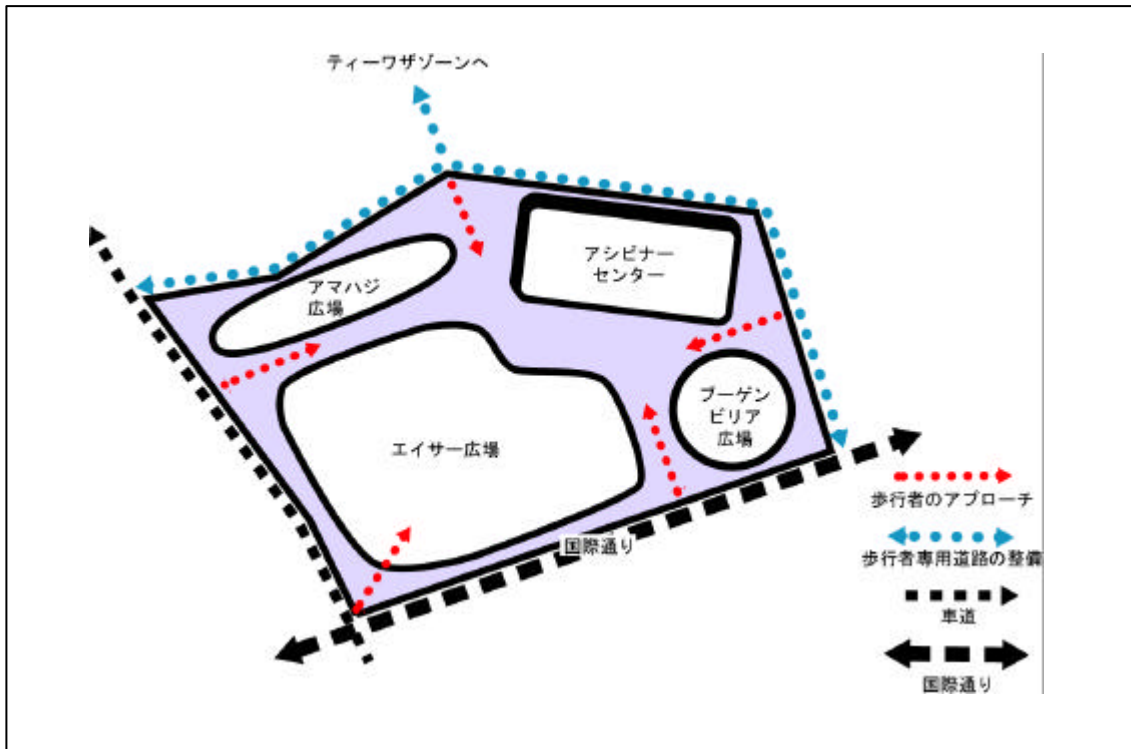 ティーワザゾーンへ
アシビナー
センター
アマハジ
広場
ブーゲン
ビリア
広場
エイサー広場
国際通り
歩行者のアプローチ
歩行者専用道路の整備
車道
国際通り